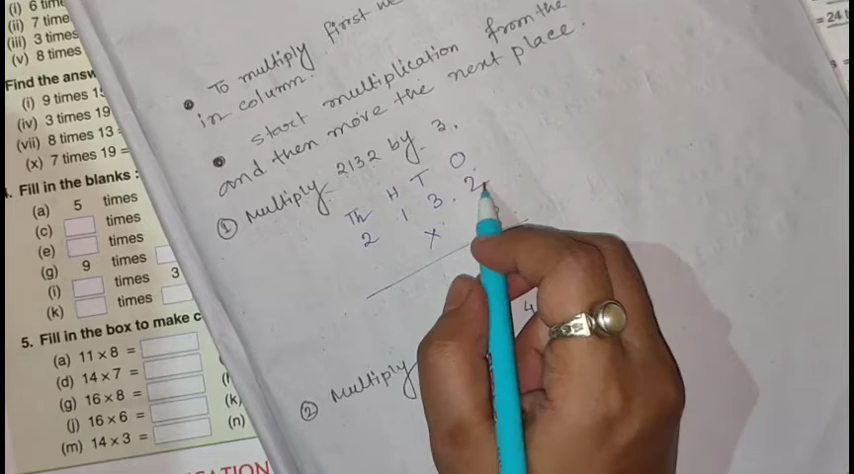 (i) 6 time
(ii) 7 time
(iii) 3 times
(v) 8 times
Find the answ
(i) 9 times 1
(iv) 3 times 19
(vii) 8 times 13
(x) 7 times 19 =
. Fill in the blanks :
(a) 5 times
(c) times
(e) times
(g) 9 times
(i) times 3
(k) times
5. Fill in the box to make c
(a) 11 × 8 =
(d) 14 × 7 =
(g) 16 × 8 =
(j) 16 × 6 =
(k)
(m) 14 × 3 =
(n)
To multiply first
in column.
start multiplication from the
and then move the next place.
① Multiply 2132 by 3.
Th H T O
2 1 3 2
×
4
② Multiply
= 24